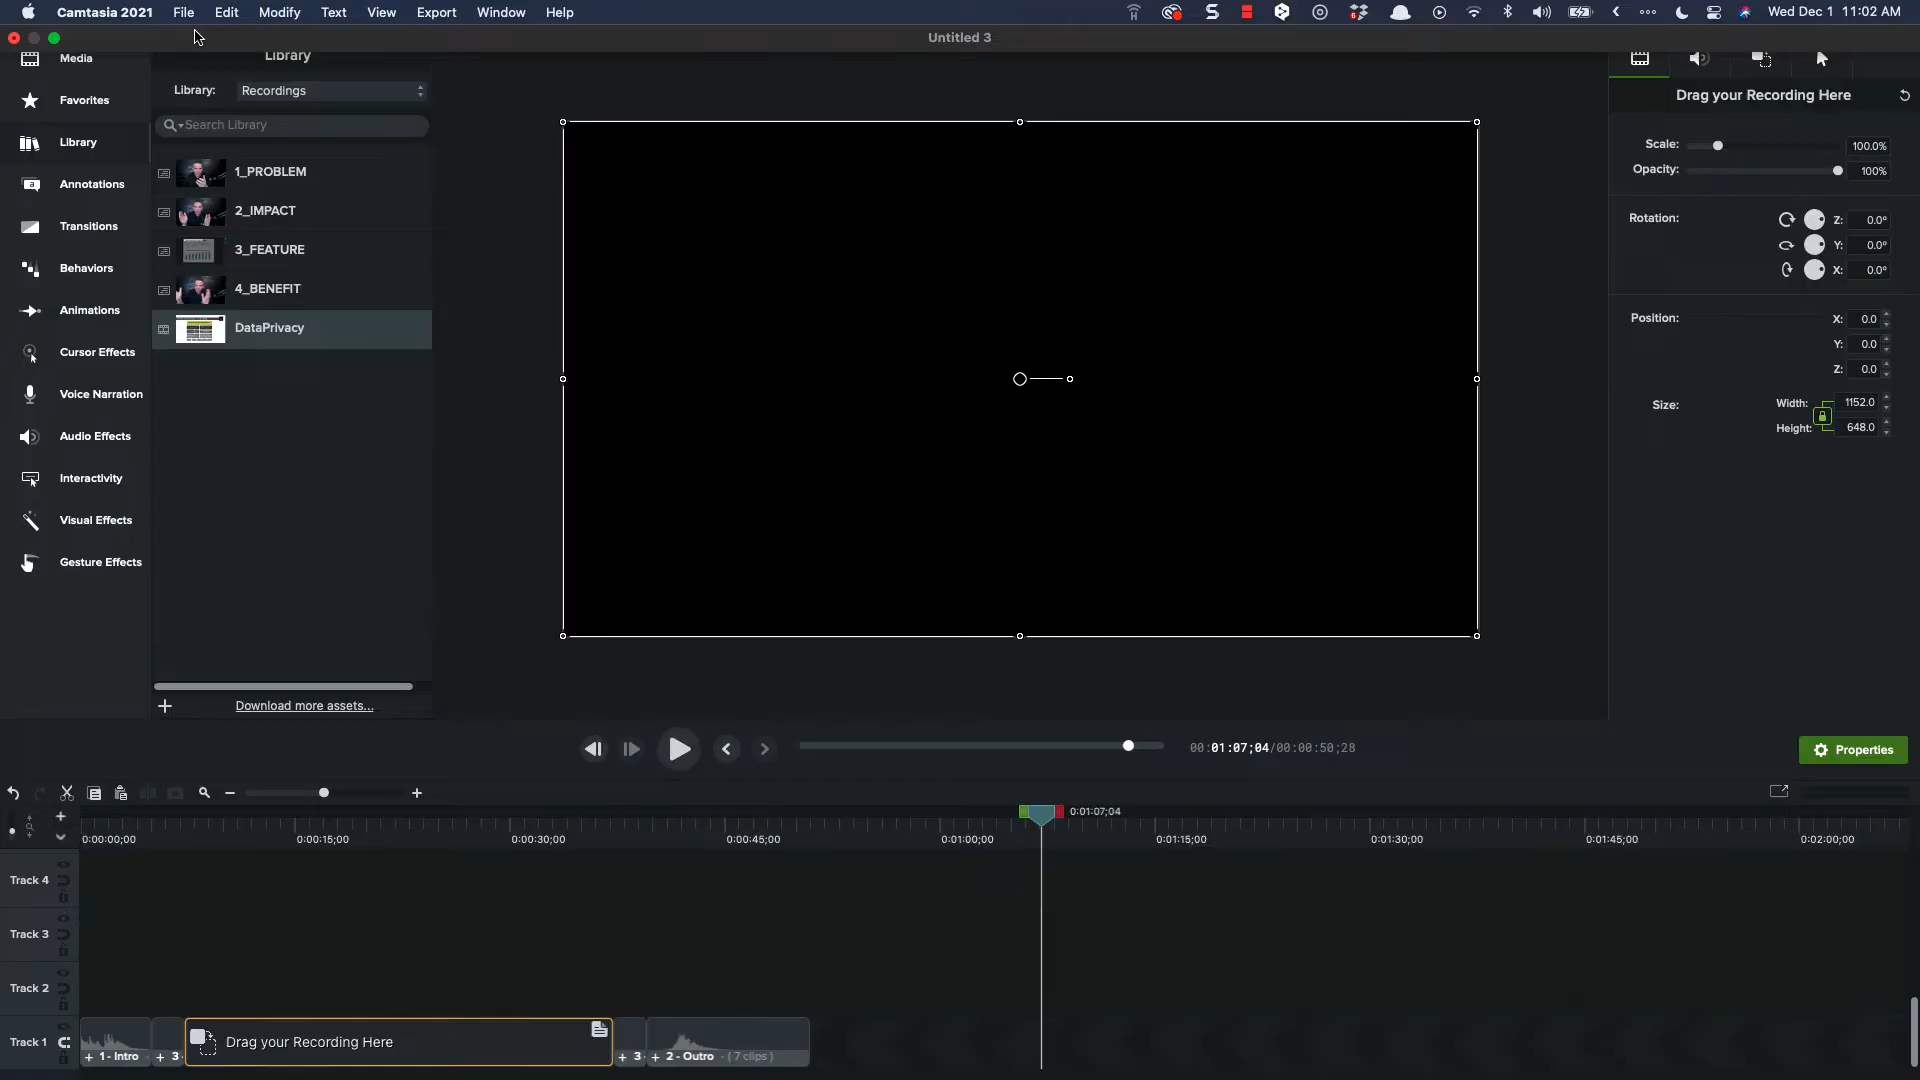 Camtasia 2021 File Edit Modify Text View Export Window Help Wed Dec 1 11:02 AM
Untitled 3
Media
Favorites
Library
Annotations
Transitions
Behaviors
Animations
Cursor Effects
Voice Narration
Audio Effects
Interactivity
Visual Effects
Gesture Effects
Library
Library: Recordings
Search Library
1_PROBLEM
2_IMPACT
3_FEATURE
4_BENEFIT
DataPrivacy
Download more assets...
Drag your Recording Here
Scale: 100.0%
Opacity: 100%
Rotation: Z: 0.0°
Y: 0.0°
X: 0.0°
Position: X: 0.0
Y: 0.0
Z: 0.0
Size: Width: 1152.0
Height: 648.0
00:01:07;04/00:00:50;28
Properties
0:01:07;04
0:00:00;00 0:00:15;00 0:00:30;00 0:00:45;00 0:01:00;00 0:01:15;00 0:01:30;00 0:01:45;00 0:02:00;00
Track 4
Track 3
Track 2
Track 1
+ 1 - Intro + 3 Drag your Recording Here + 3 + 2 - Outro - ( 7 clips )